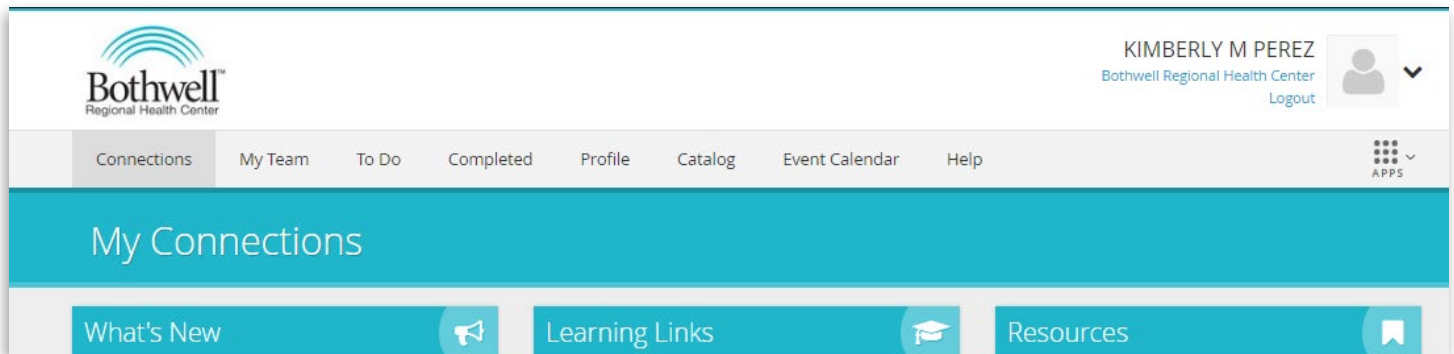 Bothwell™
Regional Health Center
KIMBERLY M PEREZ
Bothwell Regional Health Center
Logout
Connections My Team To Do Completed Profile Catalog Event Calendar Help
APPS
My Connections
What's New Learning Links Resources